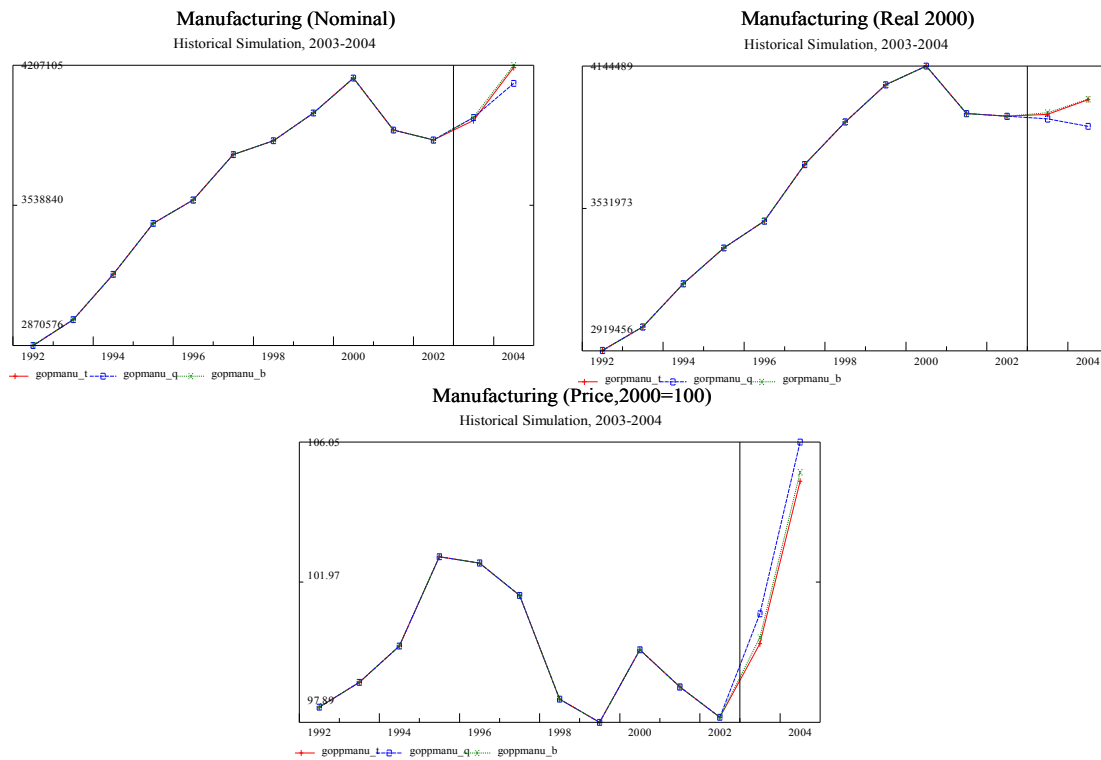 Manufacturing (Nominal)
Historical Simulation, 2003-2004
4207105
3538840
2870576
1992 1994 1996 1998 2000 2002 2004
gopmanu_t gopmanu_q gopmanu_b
Manufacturing (Real 2000)
Historical Simulation, 2003-2004
4144489
3531973
2919456
1992 1994 1996 1998 2000 2002 2004
gorpmanu_t gorpmanu_q gorpmanu_b
Manufacturing (Price,2000=100)
Historical Simulation, 2003-2004
106.05
101.97
97.89
1992 1994 1996 1998 2000 2002 2004
goppmanu_t goppmanu_q goppmanu_b